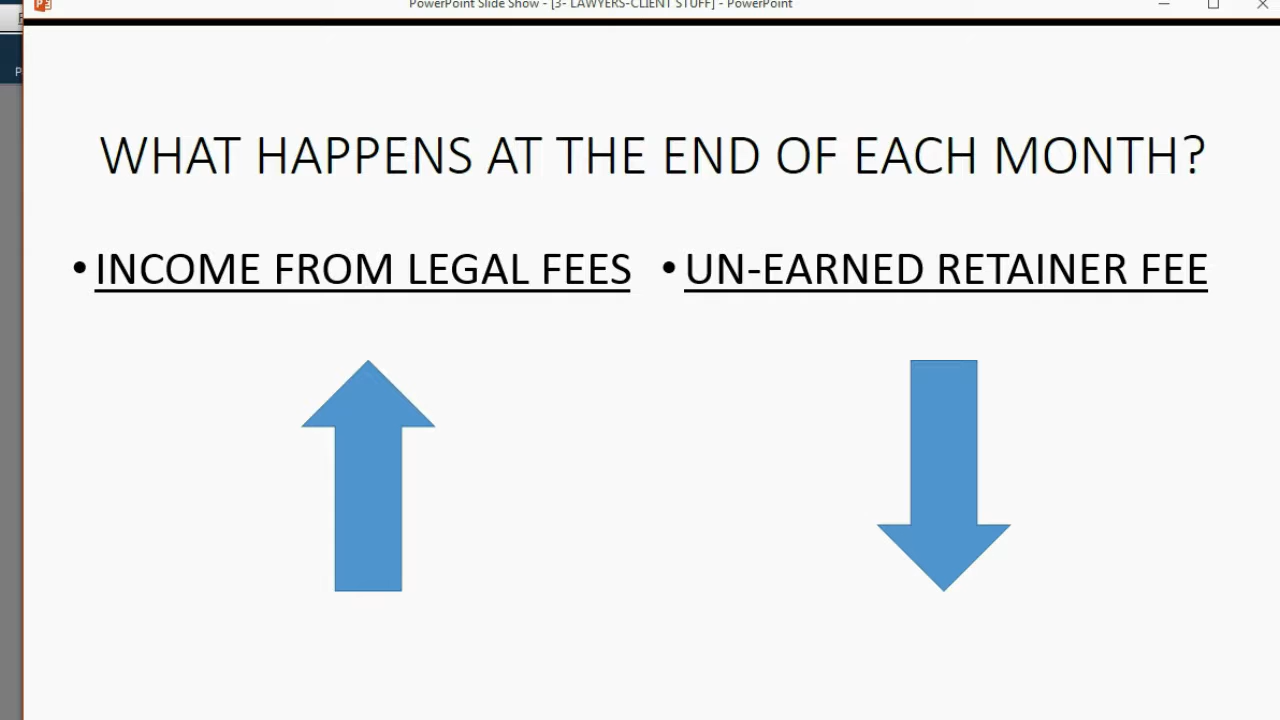 PowerPoint Slide Show - [3- LAWYERS-CLIENT STUFF] - PowerPoint
WHAT HAPPENS AT THE END OF EACH MONTH?
• INCOME FROM LEGAL FEES
• UN-EARNED RETAINER FEE